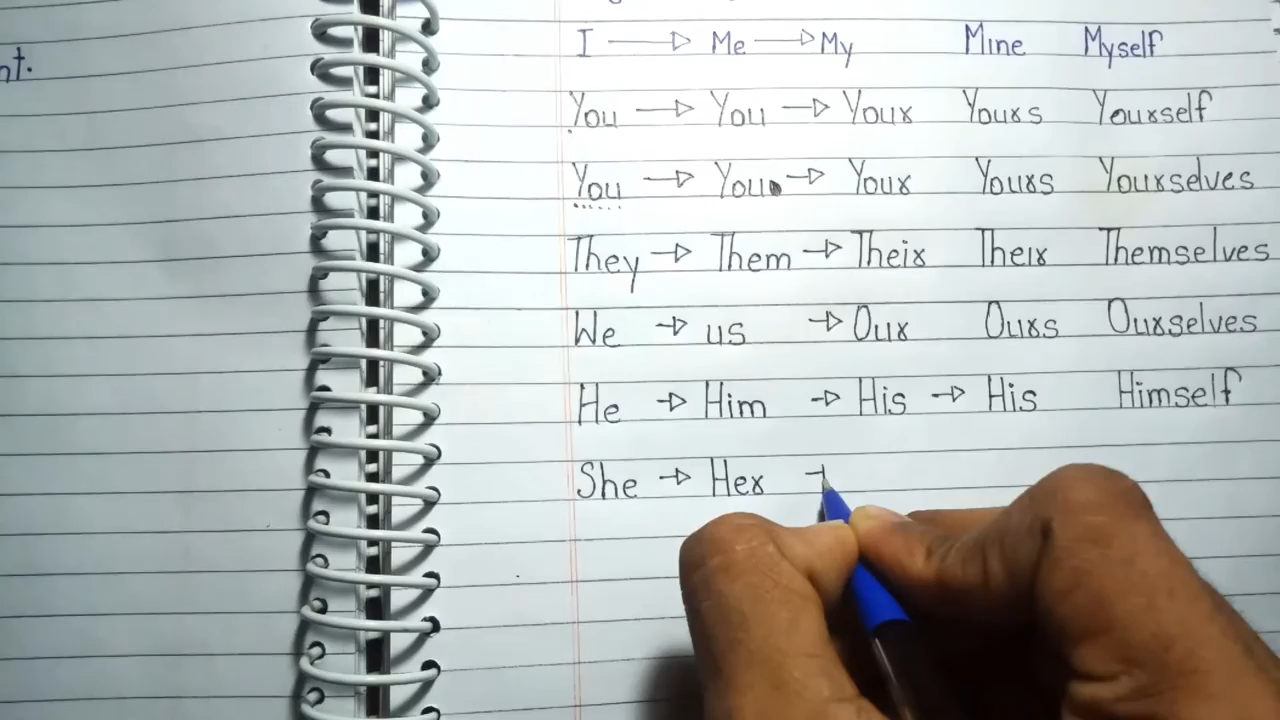 nt.
I → Me → My Mine Myself
You → You → Your Yours Yourself
You → You → Your Yours Yourselves
They → Them → Their Their Themselves
We → us → Our Ours Ourselves
He → Him → His → His Himself
She → Her →